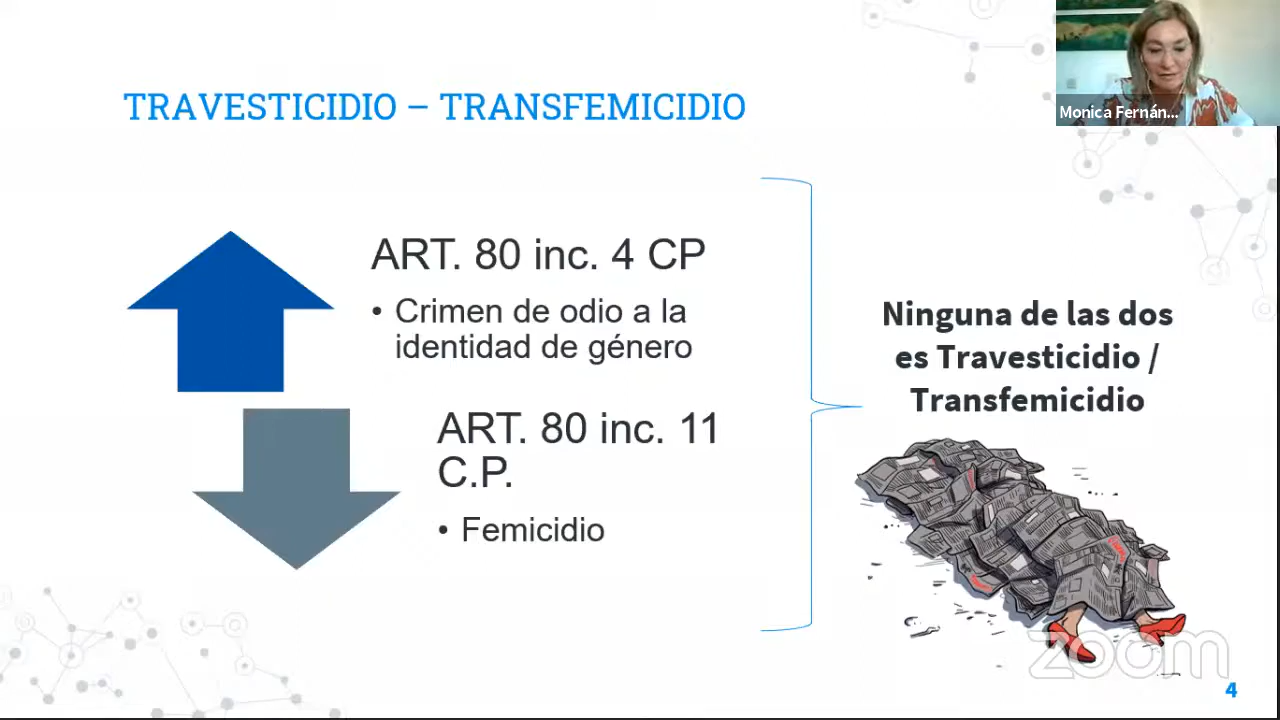 Monica Fernán...
TRAVESTICIDIO – TRANSFEMICIDIO
ART. 80 inc. 4 CP
• Crimen de odio a la
identidad de género
ART. 80 inc. 11
C.P.
• Femicidio
Ninguna de las dos
es Travesticidio /
Transfemicidio
zoom
4